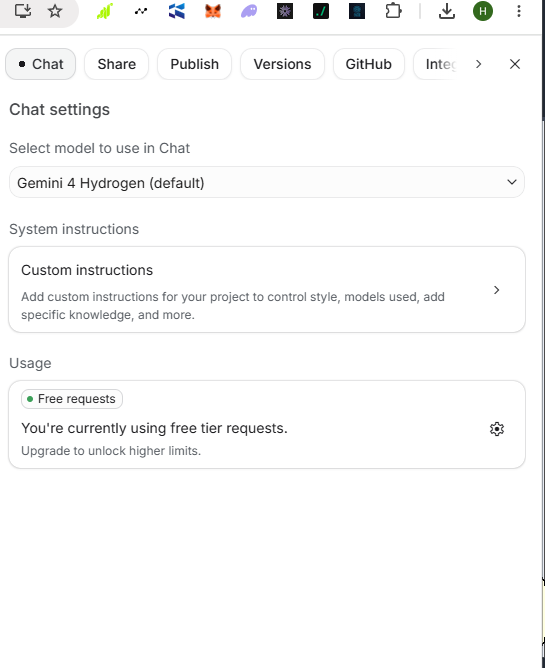 H
Chat
Share
Publish
Versions
GitHub
Integ
Chat settings
Select model to use in Chat
Gemini 4 Hydrogen (default)
System instructions
Custom instructions
Add custom instructions for your project to control style, models used, add
specific knowledge, and more.
Usage
Free requests
You're currently using free tier requests.
Upgrade to unlock higher limits.